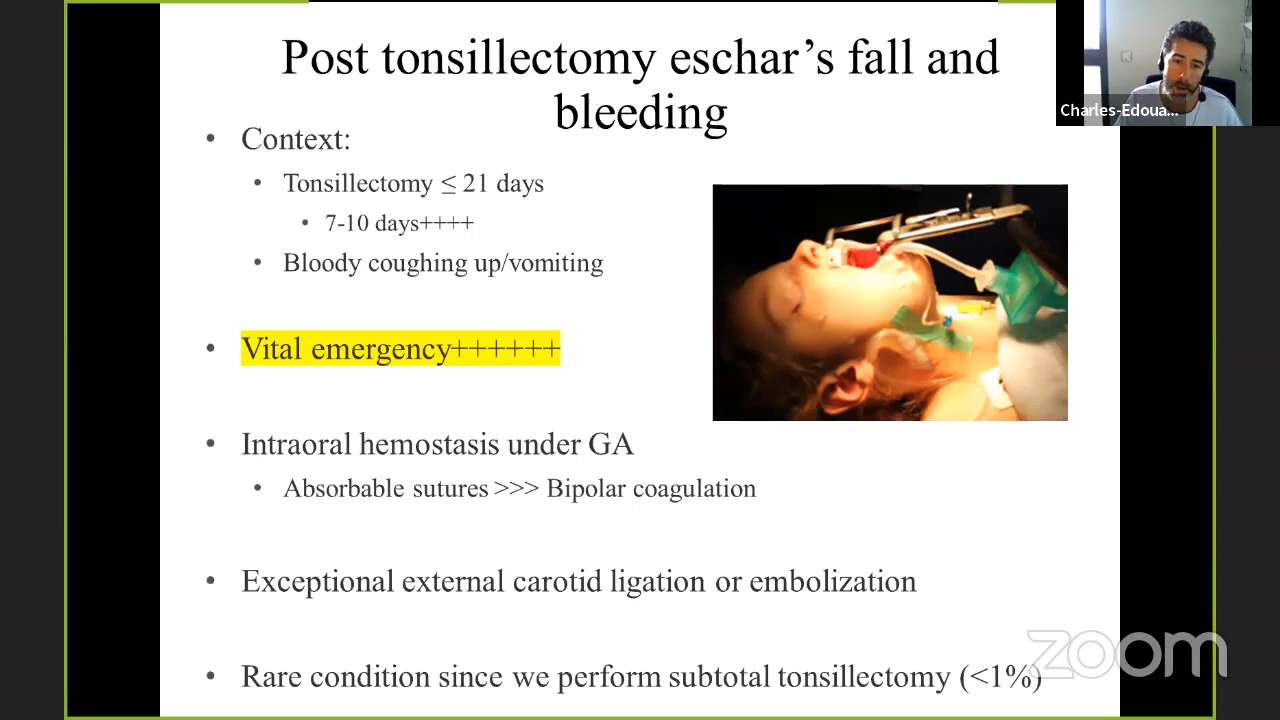 Post tonsillectomy eschar’s fall and
bleeding
• Context:
• Tonsillectomy ≤ 21 days
• 7-10 days++++
• Bloody coughing up/vomiting
• Vital emergency++++++
• Intraoral hemostasis under GA
• Absorbable sutures >>> Bipolar coagulation
• Exceptional external carotid ligation or embolization
• Rare condition since we perform subtotal tonsillectomy (<1%)
Charles-Edoua...
zoom